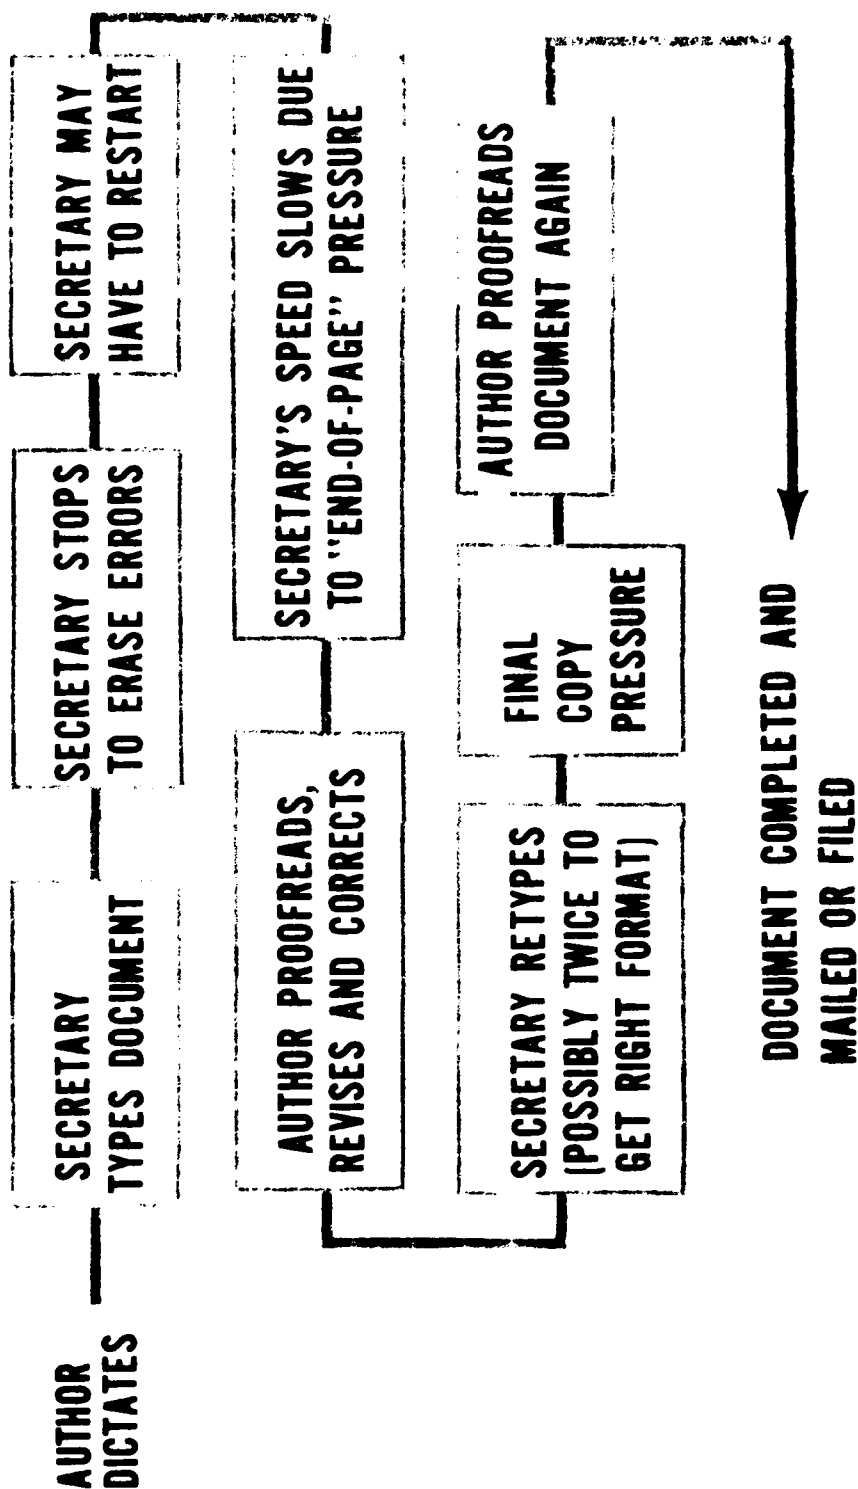 AUTHOR
DICTATES
SECRETARY
TYPES DOCUMENT
SECRETARY STOPS
TO ERASE ERRORS
SECRETARY MAY
HAVE TO RESTART
SECRETARY'S SPEED SLOWS DUE
TO "END-OF-PAGE" PRESSURE
AUTHOR PROOFREADS,
REVISES AND CORRECTS
SECRETARY RETYPES
(POSSIBLY TWICE TO
GET RIGHT FORMAT)
FINAL
COPY
PRESSURE
AUTHOR PROOFREADS
DOCUMENT AGAIN
DOCUMENT COMPLETED AND
MAILED OR FILED